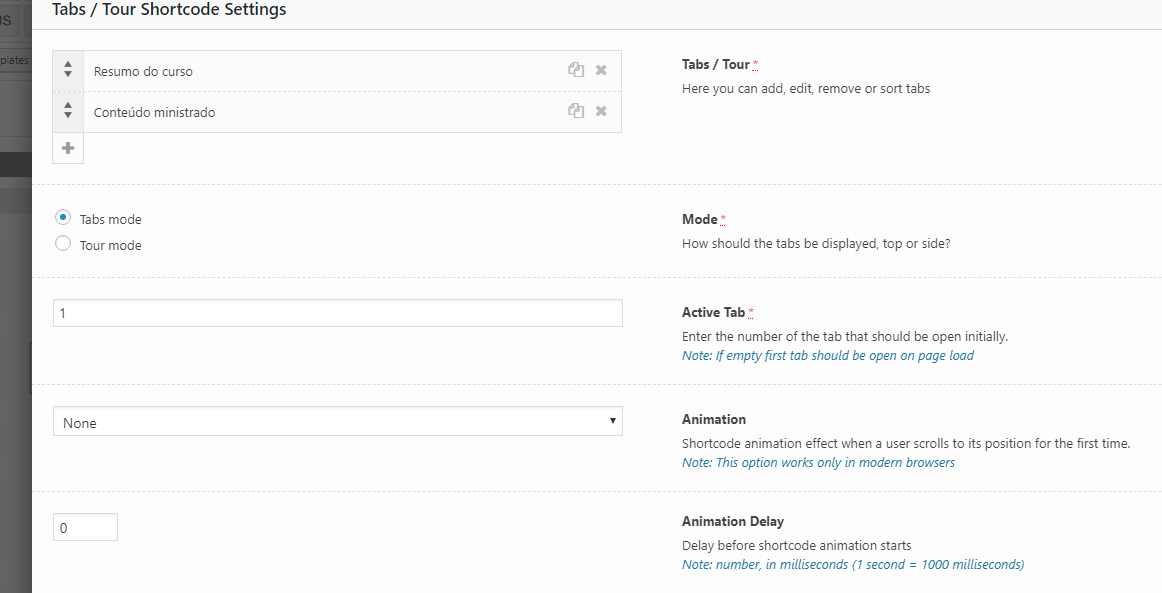 Tabs / Tour Shortcode Settings
US
plates
Resumo do curso
Tabs / Tour *
Here you can add, edit, remove or sort tabs
Conteúdo ministrado
Tabs mode
Tour mode
Mode *
How should the tabs be displayed, top or side?
1
Active Tab *
Enter the number of the tab that should be open initially.
Note: If empty first tab should be open on page load
None
Animation
Shortcode animation effect when a user scrolls to its position for the first time.
Note: This option works only in modern browsers
0
Animation Delay
Delay before shortcode animation starts
Note: number, in milliseconds (1 second = 1000 milliseconds)